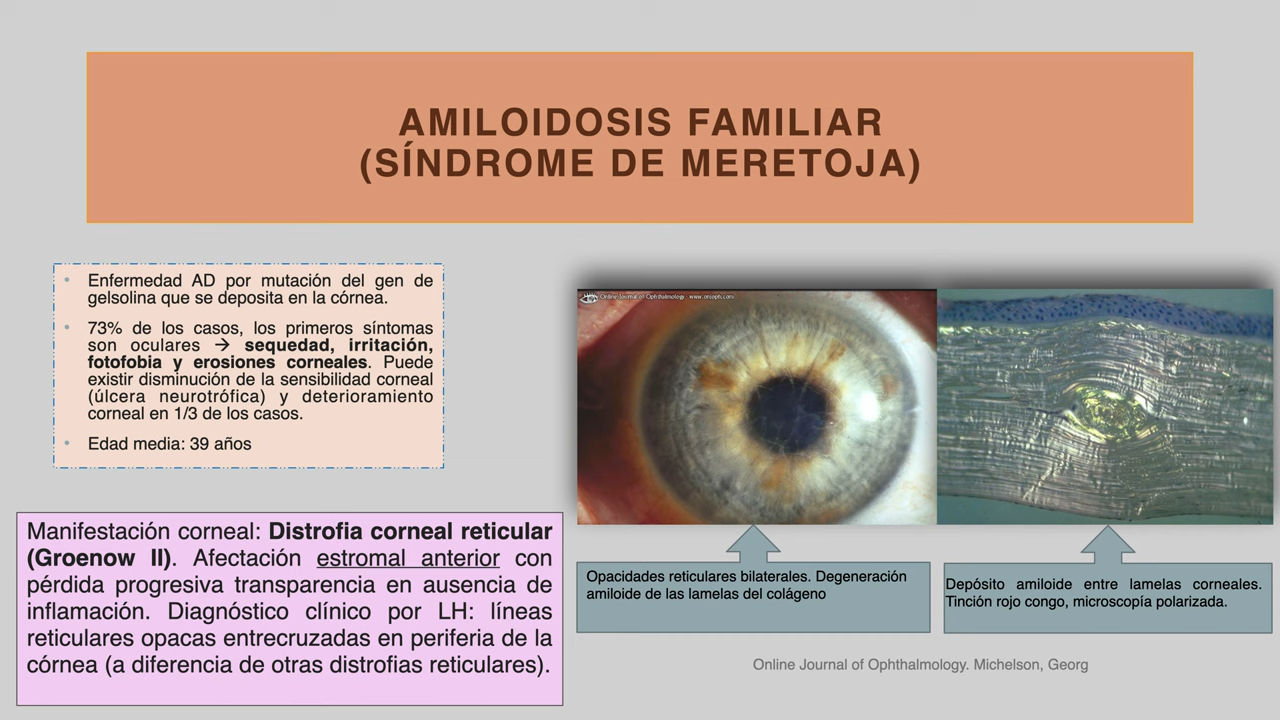 AMILOIDOSIS FAMILIAR
(SÍNDROME DE MERETOJA)
• Enfermedad AD por mutación del gen de
gelsolina que se deposita en la córnea.
• 73% de los casos, los primeros síntomas
son oculares → sequedad, irritación,
fotofobia y erosiones corneales. Puede
existir disminución de la sensibilidad corneal
(úlcera neurotrófica) y deterioramiento
corneal en 1/3 de los casos.
• Edad media: 39 años
Manifestación corneal: Distrofia corneal reticular
(Groenow II). Afectación estromal anterior con
pérdida progresiva transparencia en ausencia de
inflamación. Diagnóstico clínico por LH: líneas
reticulares opacas entrecruzadas en periferia de la
córnea (a diferencia de otras distrofias reticulares).
Online Journal of Ophthalmology · www.onjoph.com
Opacidades reticulares bilaterales. Degeneración
amiloide de las lamelas del colágeno
Depósito amiloide entre lamelas corneales.
Tinción rojo congo, microscopía polarizada.
Online Journal of Ophthalmology. Michelson, Georg